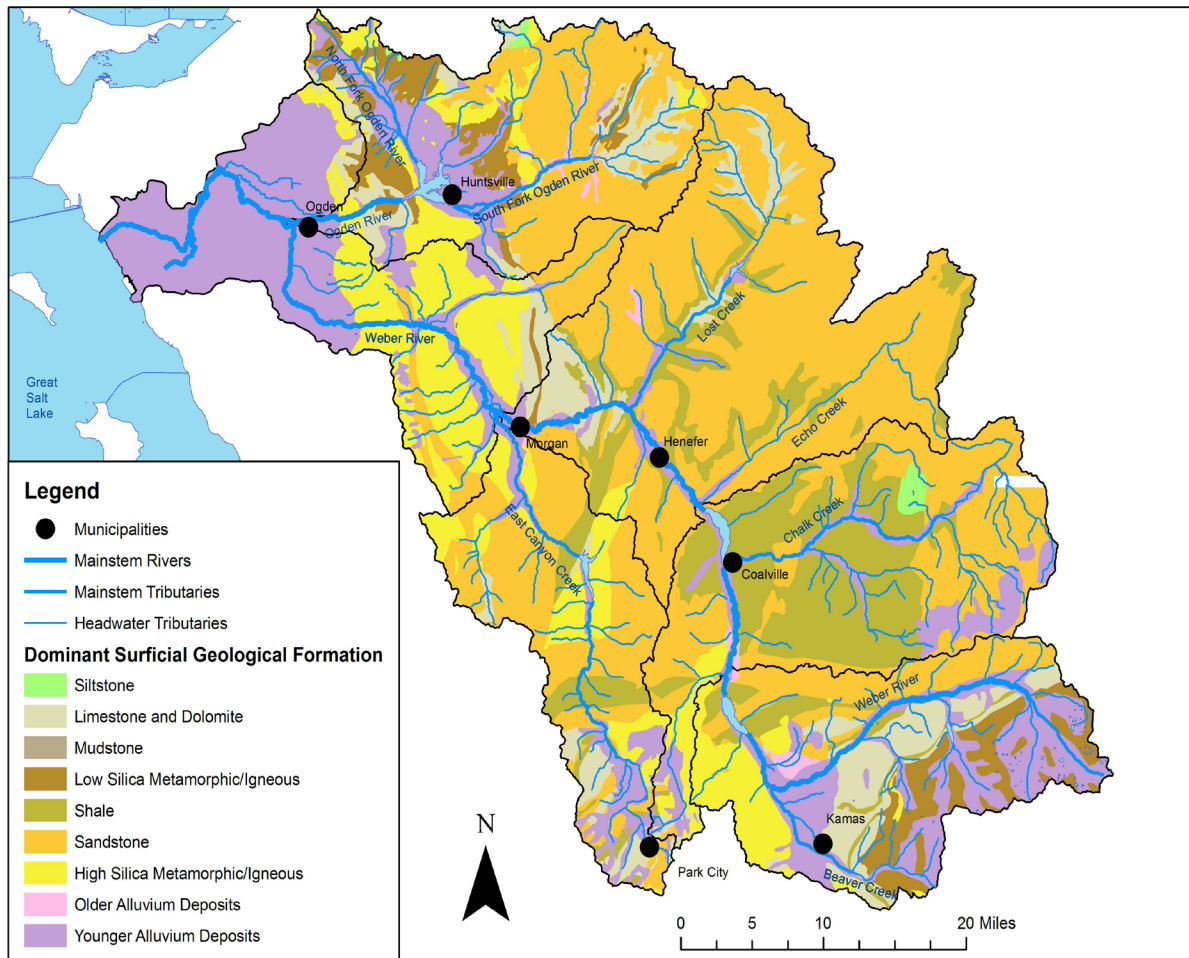 North Fork Ogden River
Huntsville
South Fork Ogden River
Ogden
Ogden River
Weber River
Lost Creek
Great
Salt
Lake
Morgan
Henefer
Echo Creek
East Canyon Creek
Chalk Creek
Coalville
Weber River
Kamas
Park City
Beaver Creek
Legend
Municipalities
Mainstem Rivers
Mainstem Tributaries
Headwater Tributaries
Dominant Surficial Geological Formation
Siltstone
Limestone and Dolomite
Mudstone
Low Silica Metamorphic/Igneous
Shale
Sandstone
High Silica Metamorphic/Igneous
Older Alluvium Deposits
Younger Alluvium Deposits
N
0 5 10 20 Miles